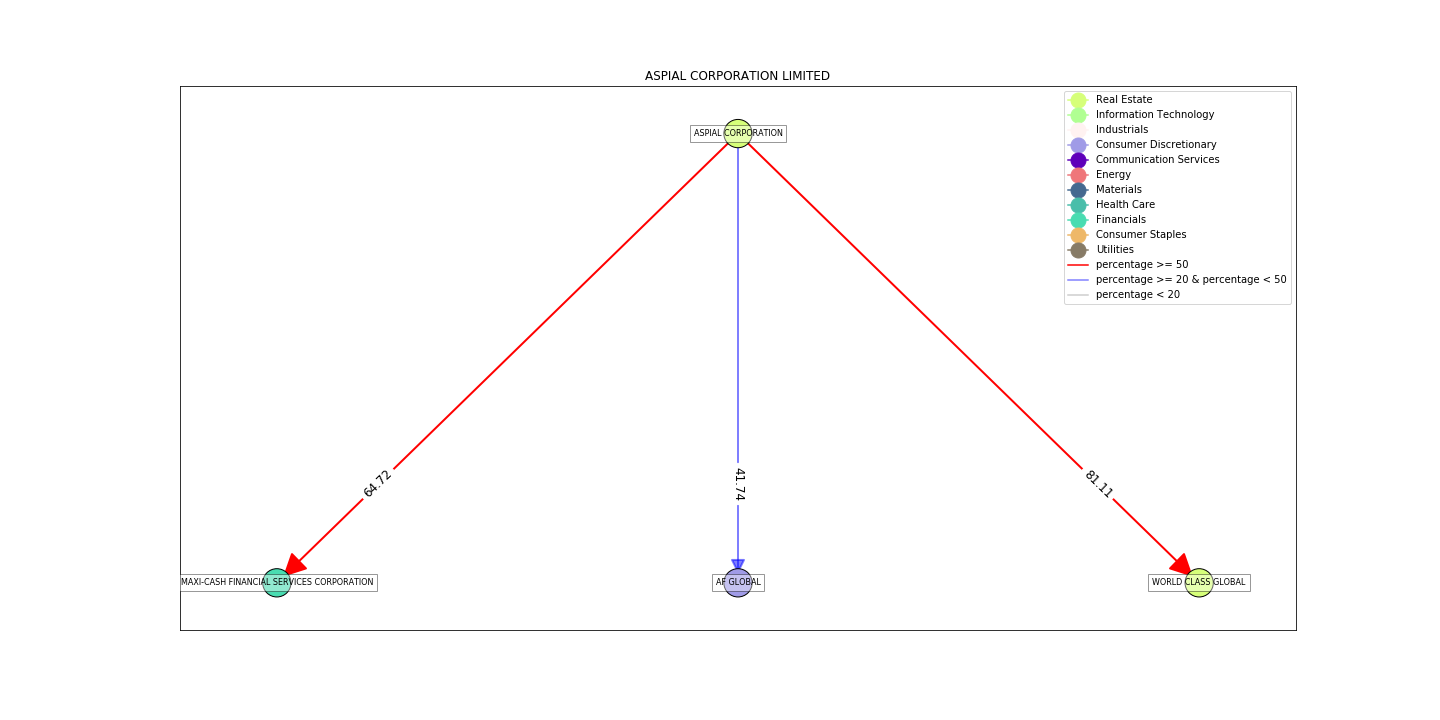 ASPIAL CORPORATION LIMITED
Real Estate
Information Technology
Industrials
Consumer Discretionary
Communication Services
Energy
Materials
Health Care
Financials
Consumer Staples
Utilities
percentage >= 50
percentage >= 20 & percentage < 50
percentage < 20
ASPIAL CORPORATION
64.72
41.74
81.11
MAXI-CASH FINANCIAL SERVICES CORPORATION
AF GLOBAL
WORLD CLASS GLOBAL